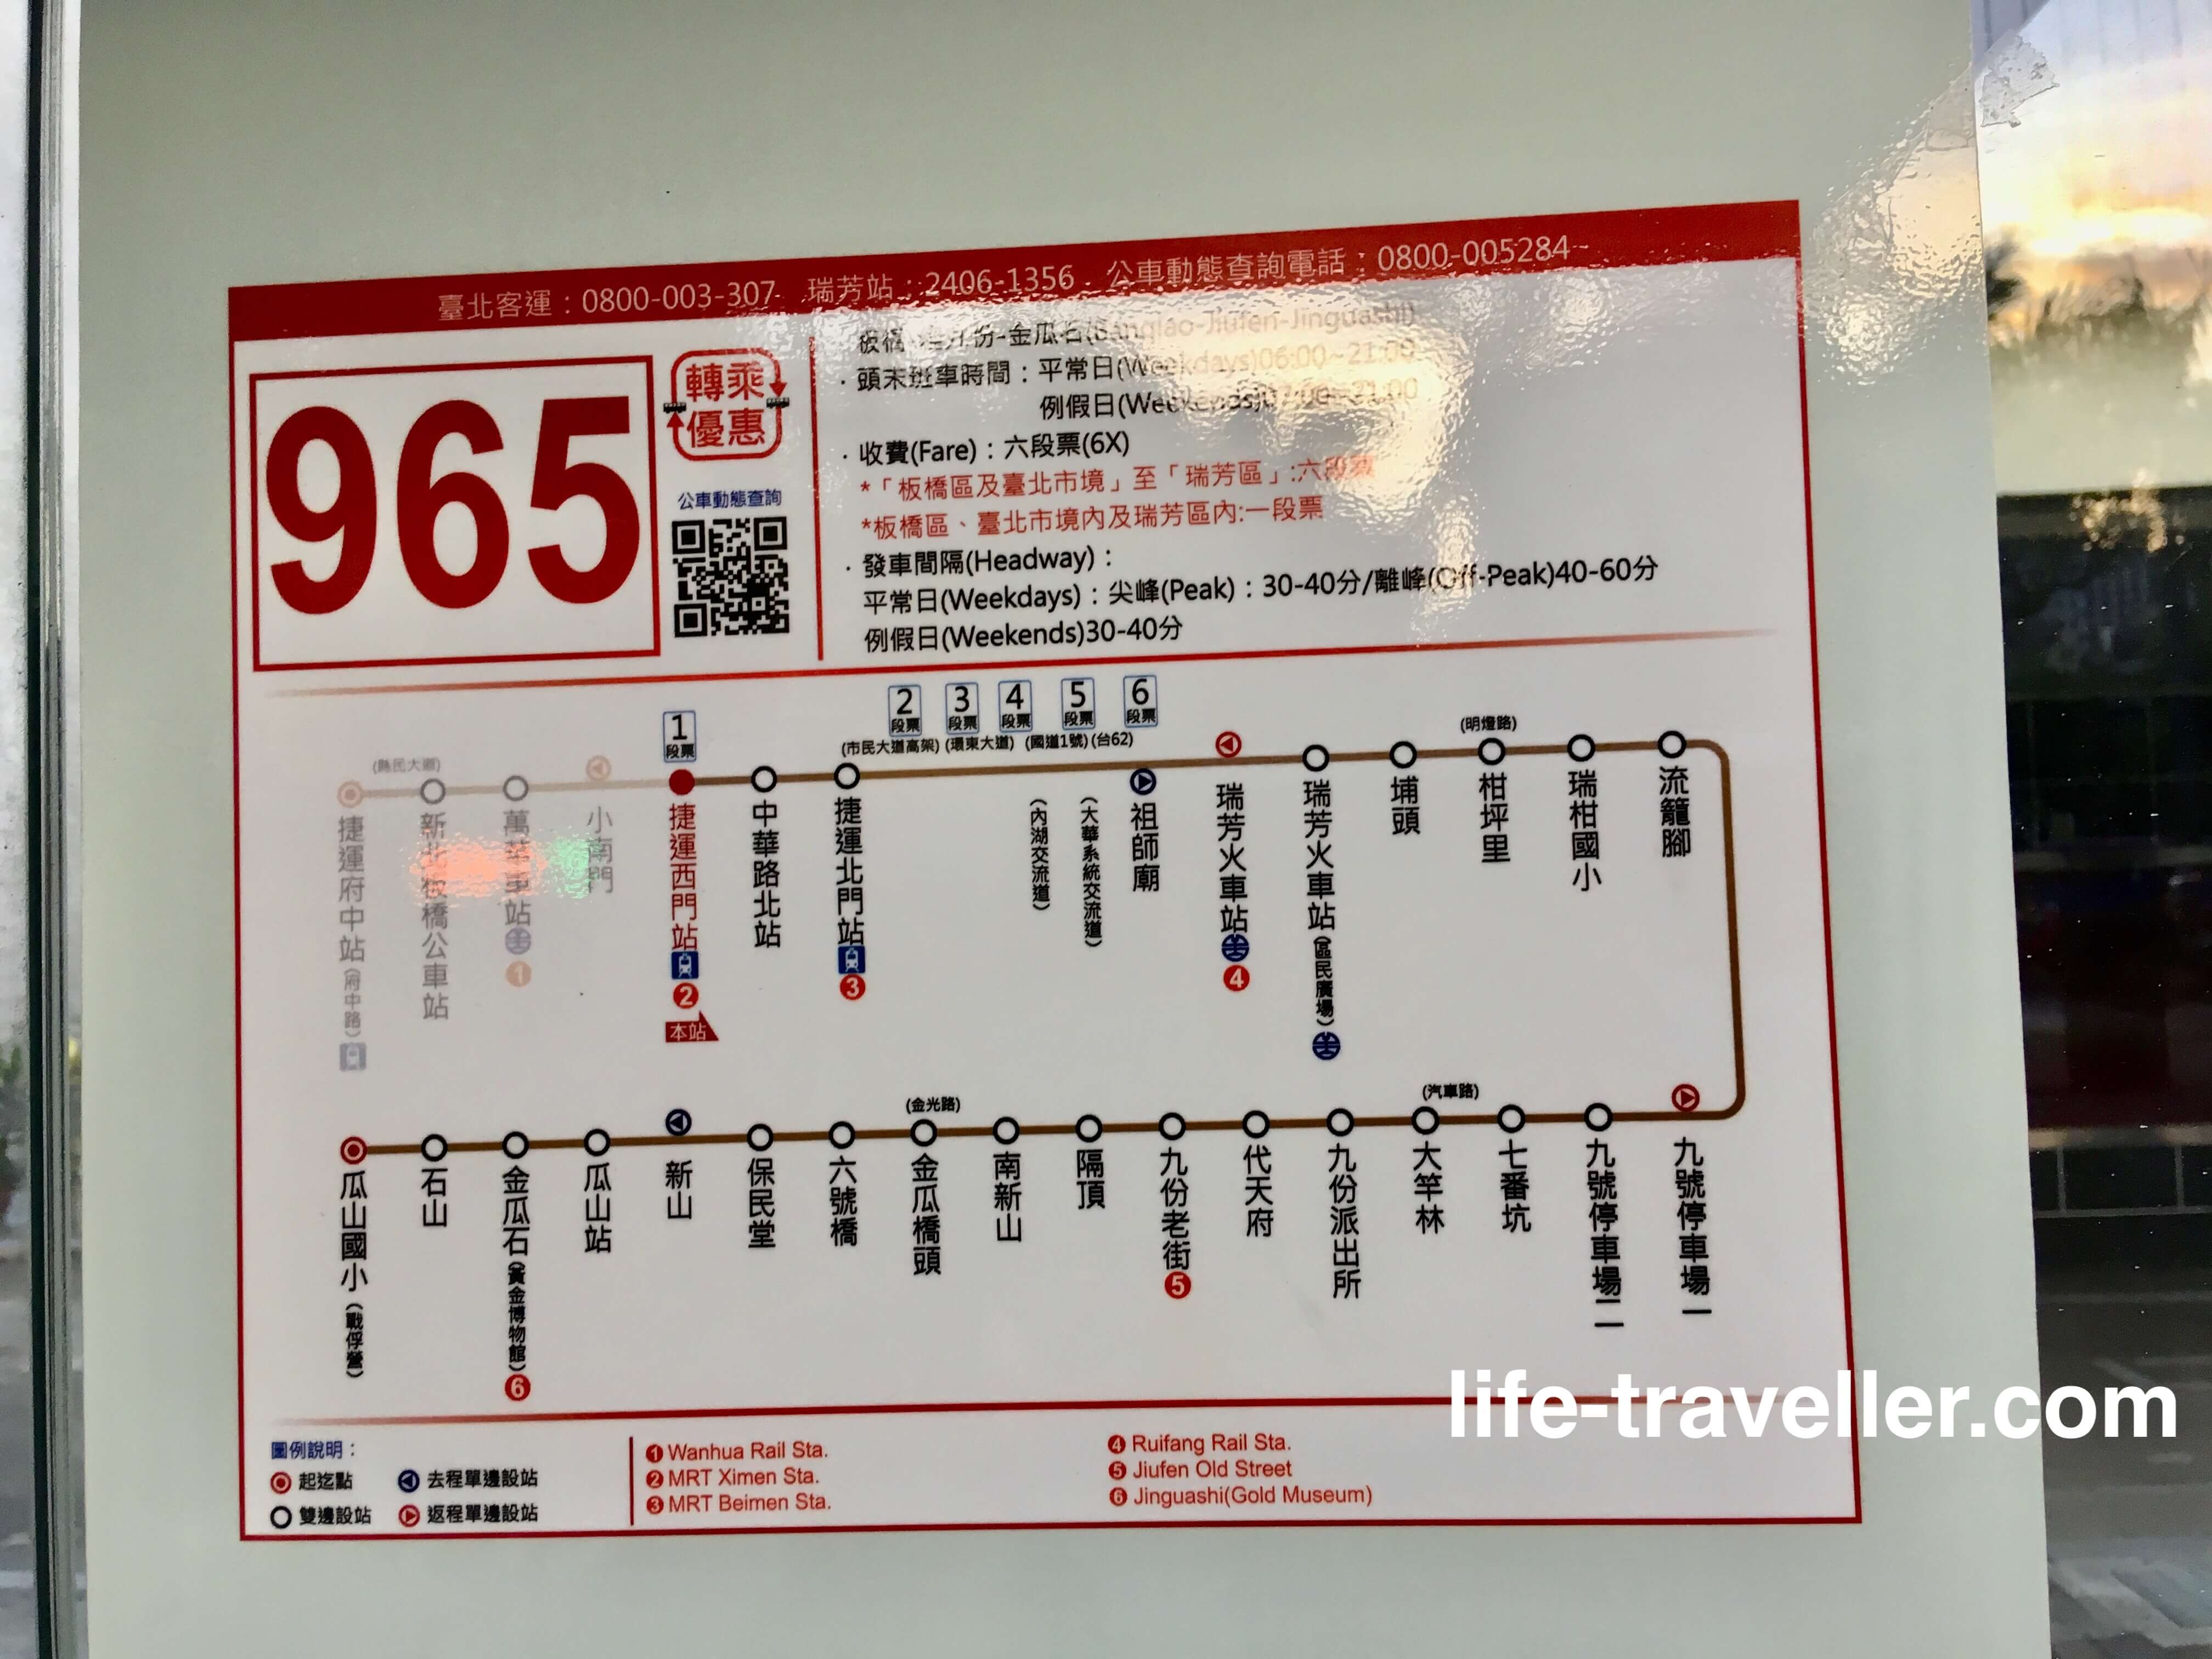 臺北客運：0800-003-307 瑞芳站：2406-1356 公車動態查詢電話：0800-005284
965
轉乘
優惠
公車動態查詢
板橋 份-金瓜石(Banqiao-Jiufen-Jinguashi)
．頭末班車時間：平常日(Weekdays)06:00~21:00
例假日(Weekends)07:00~21:00
．收費(Fare)：六段票(6X)
*「板橋區及臺北市境」至「瑞芳區」:六段票
*板橋區、臺北市境內及瑞芳區內:一段票
．發車間隔(Headway)：
平常日(Weekdays)：尖峰(Peak)：30-40分/離峰(Off-Peak)40-60分
例假日(Weekends)30-40分
1 段票
2 段票
3 段票
4 段票
5 段票
6 段票
(縣民大道)
(市民大道高架) (環東大道) (國道1號) (台62)
(明燈路)
捷運府中站(府中路)
新北板橋公車站
萬華車站 1
小南門
捷運西門站 2
本站
中華路北站
捷運北門站 3
(內湖交流道)
(大華系統交流道)
祖師廟
瑞芳火車站 4
瑞芳火車站(區民廣場)
埔頭
柑坪里
瑞柑國小
流籠腳
(金光路)
(汽車路)
瓜山國小(戰俘營)
石山
金瓜石(黃金博物館) 6
瓜山站
新山
保民堂
六號橋
金瓜橋頭
南新山
隔頂
九份老街 5
代天府
九份派出所
大竿林
七番坑
九號停車場二
九號停車場一
圖例說明：
起迄點
去程單邊設站
雙邊設站
返程單邊設站
1 Wanhua Rail Sta.
2 MRT Ximen Sta.
3 MRT Beimen Sta.
4 Ruifang Rail Sta.
5 Jiufen Old Street
6 Jinguashi(Gold Museum)
life-traveller.com